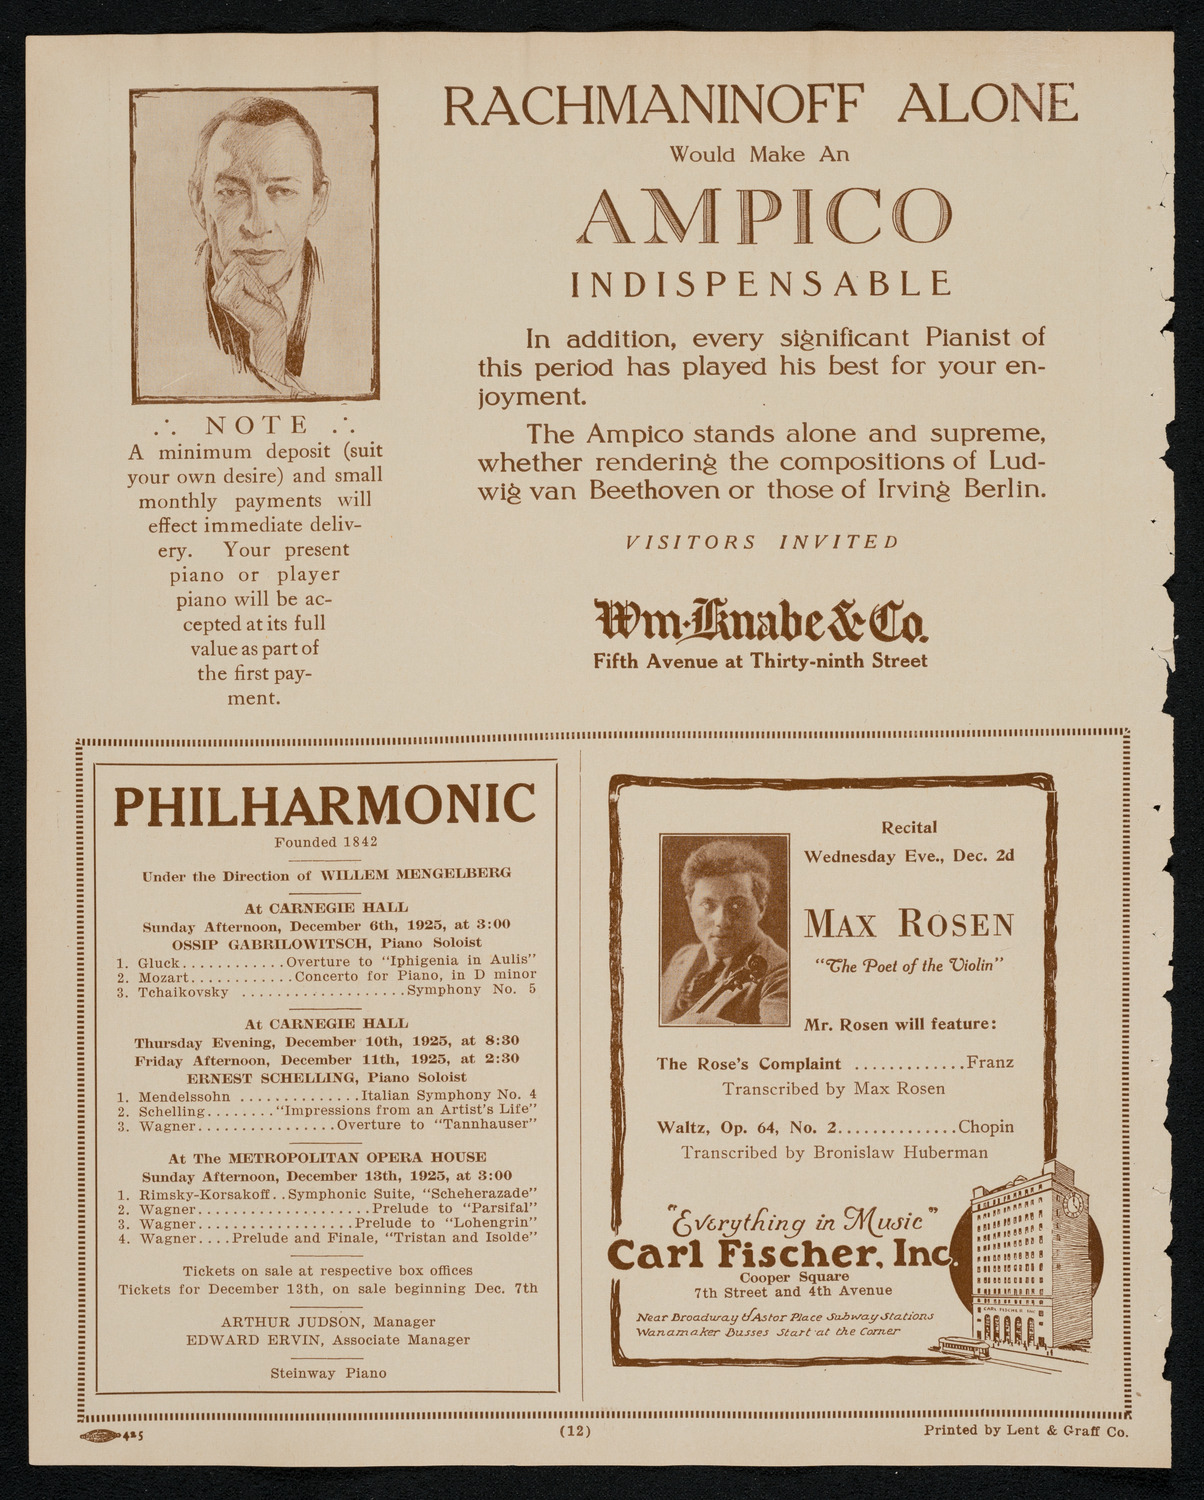 RACHMANINOFF ALONE
Would Make An
AMPICO
INDISPENSABLE
In addition, every significant Pianist of
this period has played his best for your en-
joyment.
The Ampico stands alone and supreme,
whether rendering the compositions of Lud-
wig van Beethoven or those of Irving Berlin.
VISITORS INVITED
Wm. Knabe & Co.
Fifth Avenue at Thirty-ninth Street
∴ NOTE ∴
A minimum deposit (suit
your own desire) and small
monthly payments will
effect immediate deliv-
ery. Your present
piano or player
piano will be ac-
cepted at its full
value as part of
the first pay-
ment.
PHILHARMONIC
Founded 1842
Under the Direction of WILLEM MENGELBERG
At CARNEGIE HALL
Sunday Afternoon, December 6th, 1925, at 3:00
OSSIP GABRILOWITSCH, Piano Soloist
1. Gluck............Overture to "Iphigenia in Aulis"
2. Mozart............Concerto for Piano, in D minor
3. Tchaikovsky ...................Symphony No. 5
At CARNEGIE HALL
Thursday Evening, December 10th, 1925, at 8:30
Friday Afternoon, December 11th, 1925, at 2:30
ERNEST SCHELLING, Piano Soloist
1. Mendelssohn ..............Italian Symphony No. 4
2. Schelling........"Impressions from an Artist's Life"
3. Wagner................Overture to "Tannhauser"
At The METROPOLITAN OPERA HOUSE
Sunday Afternoon, December 13th, 1925, at 3:00
1. Rimsky-Korsakoff..Symphonic Suite, "Scheherazade"
2. Wagner....................Prelude to "Parsifal"
3. Wagner..................Prelude to "Lohengrin"
4. Wagner....Prelude and Finale, "Tristan and Isolde"
Tickets on sale at respective box offices
Tickets for December 13th, on sale beginning Dec. 7th
ARTHUR JUDSON, Manager
EDWARD ERVIN, Associate Manager
Steinway Piano
Recital
Wednesday Eve., Dec. 2d
MAX ROSEN
"The Poet of the Violin"
Mr. Rosen will feature:
The Rose's Complaint .............Franz
Transcribed by Max Rosen
Waltz, Op. 64, No. 2..............Chopin
Transcribed by Bronislaw Huberman
"Everything in Music"
Carl Fischer, Inc.
Cooper Square
7th Street and 4th Avenue
Near Broadway & Astor Place Subway Stations
Wanamaker Busses Start at the Corner
CARL FISCHER INC
425
(12)
Printed by Lent & Graff Co.